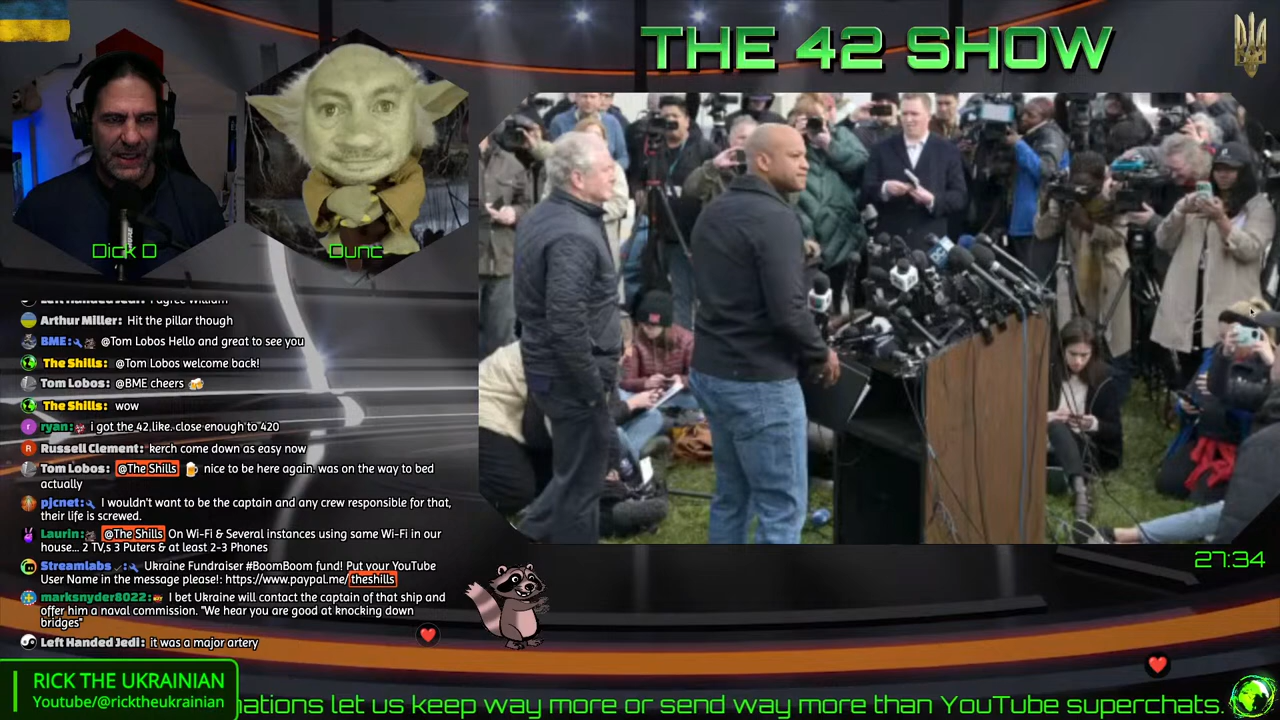 THE 42 SHOW
Dick D
Dunc
Left Handed Jedi: I agree William
Arthur Miller: Hit the pillar though
BME: @Tom Lobos Hello and great to see you
The Shills: @Tom Lobos welcome back!
Tom Lobos: @BME cheers
The Shills: wow
ryan: i got the 42,like. close enough to 420
Russell Clement: kerch come down as easy now
Tom Lobos: @The Shills nice to be here again. was on the way to bed
actually
pjcnet: I wouldn't want to be the captain and any crew responsible for that,
their life is screwed.
Laurin: @The Shills On Wi-Fi & Several instances using same Wi-Fi in our
house... 2 TV,s 3 Puters & at least 2-3 Phones
Streamlabs: Ukraine Fundraiser #BoomBoom fund! Put your YouTube
User Name in the message please!: https://www.paypal.me/theshills
marksnyder8022: I bet Ukraine will contact the captain of that ship and
offer him a naval commission. "We hear you are good at knocking down
bridges"
Left Handed Jedi: it was a major artery
27:34
RICK THE UKRAINIAN
Youtube/@ricktheukrainian
nations let us keep way more or send way more than YouTube superchats.